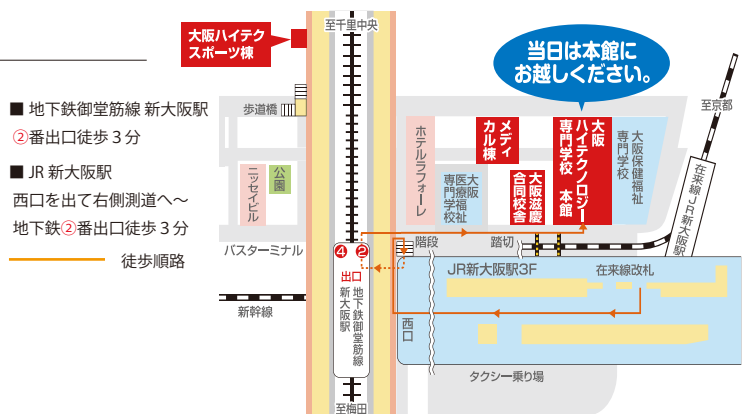 ■ 地下鉄御堂筋線 新大阪駅
②番出口徒歩３分
■ JR 新大阪駅
西口を出て右側測道へ～
地下鉄②番出口徒歩３分
徒歩順路
大阪ハイテク
スポーツ棟
至千里中央
当日は本館に
お越しください。
至京都
歩道橋
ニッセイビル
公園
ホテルラフォーレ
大阪医療福祉
専門学校
メディ
カル棟
大阪滋慶
合同校舎
大阪
ハイテクノロジー
専門学校 本館
大阪保健福祉
専門学校
在来線JR新大阪駅
バスターミナル
④
②
出口
地下鉄御堂筋線
新大阪駅
階段
踏切
JR新大阪駅3F
在来線改札
新幹線
西口
タクシー乗り場
至梅田